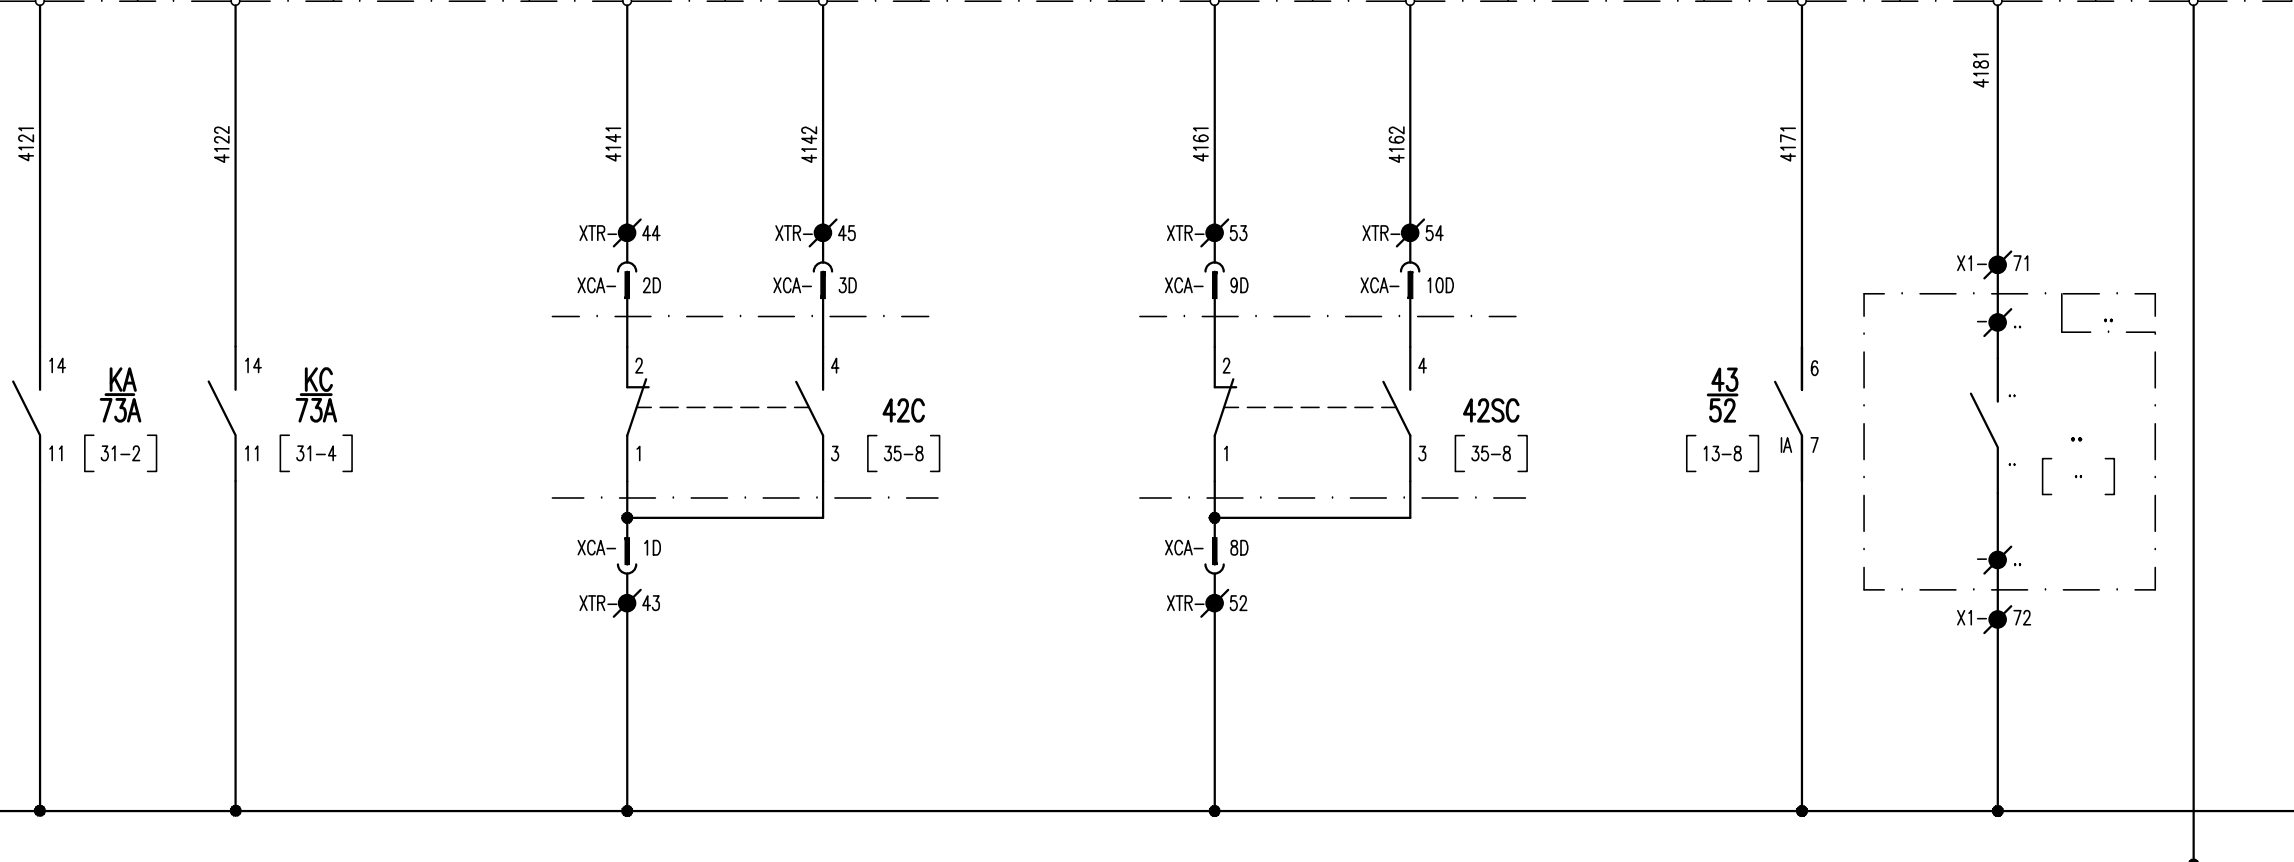 4181
4121
4122
4141
4142
4161
4162
4171
XTR- 44
XTR- 45
XTR- 53
XTR- 54
X1- 71
XCA- 2D
XCA- 3D
XCA- 9D
XCA- 10D
- ..
..
14
14
2
4
2
4
6
KA
73A
KC
73A
42C
42SC
43
52
..
..
11
[31-2]
11
[31-4]
1
3
[35-8]
1
3
[35-8]
[13-8]
IA
7
..
[..]
XCA- 1D
XCA- 8D
- ..
XTR- 43
XTR- 52
X1- 72